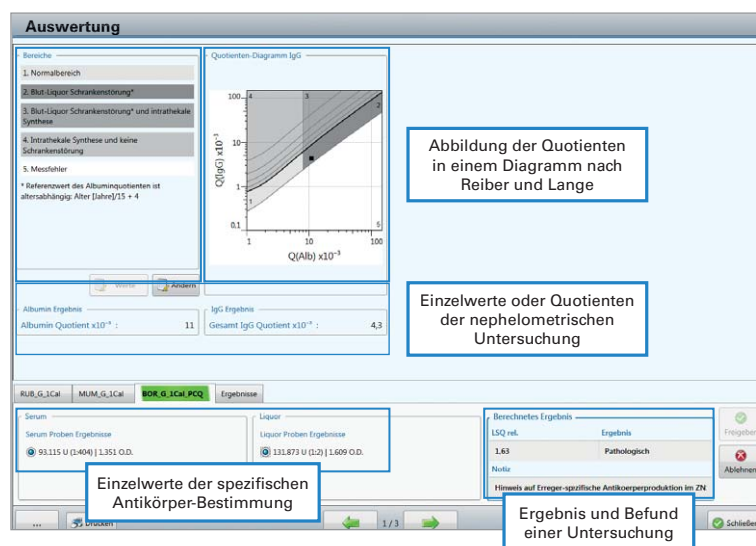 Auswertung
Bereiche
1. Normalbereich
2. Blut-Liquor Schrankenstörung*
3. Blut-Liquor Schrankenstörung* und intrathekale
Synthese
4. Intrathekale Synthese und keine
Schrankenstörung
5. Messfehler
* Referenzwert des Albuminquotienten ist
altersabhängig: Alter [Jahre]/15 + 4
Werte
Ändern
Quotienten-Diagramm IgG
Q(IgG) x10⁻³
100
10
1
0.1
4
3
2
1
5
1
10
100
Q(Alb) x10⁻³
Abbildung der Quotienten
in einem Diagramm nach
Reiber und Lange
Albumin Ergebnis
Albumin Quotient x10⁻³ : 11
IgG Ergebnis
Gesamt IgG Quotient x10⁻³ : 4,3
Einzelwerte oder Quotienten
der nephelometrischen
Untersuchung
RUB_G_1Cal MUM_G_1Cal BOR_G_1Cal_PCQ Ergebnisse
Serum
Serum Proben Ergebnisse
93.115 U (1:404) | 1.351 O.D.
Liquor
Liquor Proben Ergebnisse
131.873 U (1:2) | 1.609 O.D.
Einzelwerte der spezifischen
Antikörper-Bestimmung
Berechnetes Ergebnis
LSQ rel. Ergebnis
1,63 Pathologisch
Notiz
Hinweis auf Erreger-spzifische Antikoerperproduktion im ZN
Ergebnis und Befund
einer Untersuchung
Freigeben
Ablehnen
... Drucken
1/3
Schließen